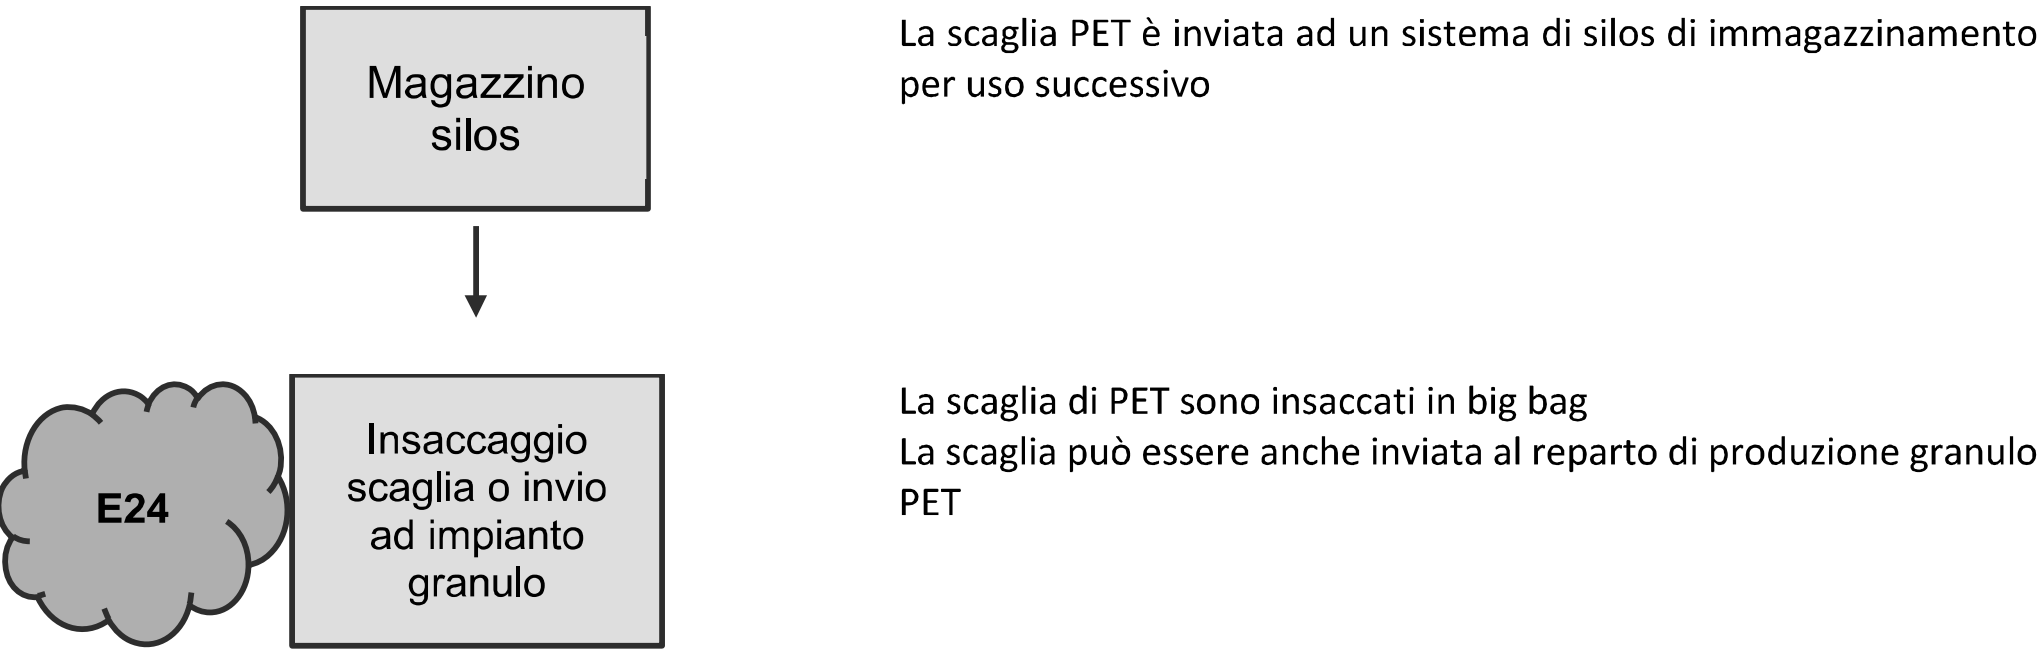 Magazzino
silos
La scaglia PET è inviata ad un sistema di silos di immagazzinamento
per uso successivo
E24
Insaccaggio
scaglia o invio
ad impianto
granulo
La scaglia di PET sono insaccati in big bag
La scaglia può essere anche inviata al reparto di produzione granulo
PET